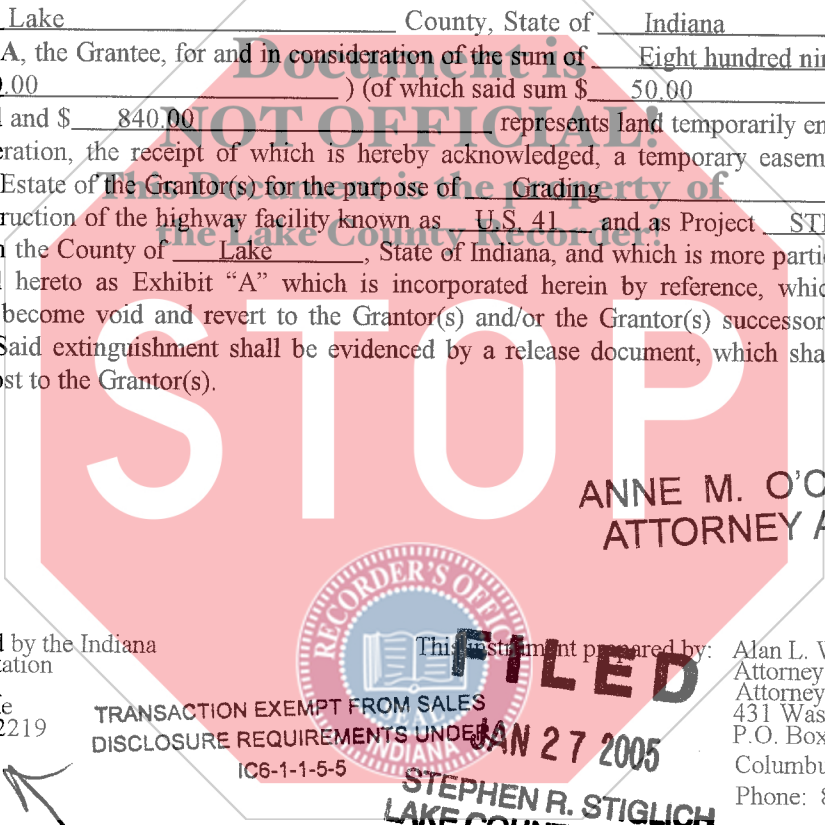 Lake County, State of Indiana
A, the Grantee, for and in consideration of the sum of Eight hundred nin
Document is
0.00 ) (of which said sum $ 50.00
and $ 840.00 represents land temporarily en
NOT OFFICIAL!
eration, the receipt of which is hereby acknowledged, a temporary easem
Estate of the Grantor(s) for the purpose of Grading
This Document is the property of
ruction of the highway facility known as U.S. 41 and as Project ST
the Lake County Recorder!
n the County of Lake , State of Indiana, and which is more parti
hereto as Exhibit “A” which is incorporated herein by reference, whic
become void and revert to the Grantor(s) and/or the Grantor(s) successor
Said extinguishment shall be evidenced by a release document, which sha
ost to the Grantor(s).
STOP
ANNE M. O'C
ATTORNEY A
RECORDER'S OFFIC
SEAL
INDIANA
d by the Indiana
tation
e
2219
This instrument prepared by:
Alan L. W
Attorney
Attorney
431 Was
P.O. Box
Columbu
Phone: 8
FILED
JAN 27 2005
STEPHEN R. STIGLICH
LAKE COUN
TRANSACTION EXEMPT FROM SALES
DISCLOSURE REQUIREMENTS UNDER
IC6-1-1-5-5